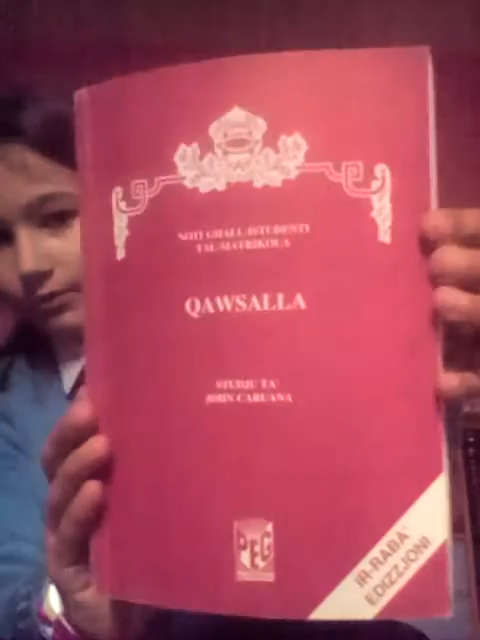 NOTI GĦALL-ISTUDENTI
TAL-MATRIKOLA
QAWSALLA
STUDJU TA'
JOHN CARUANA
PEG
IR-RABA'
EDIZZJONI